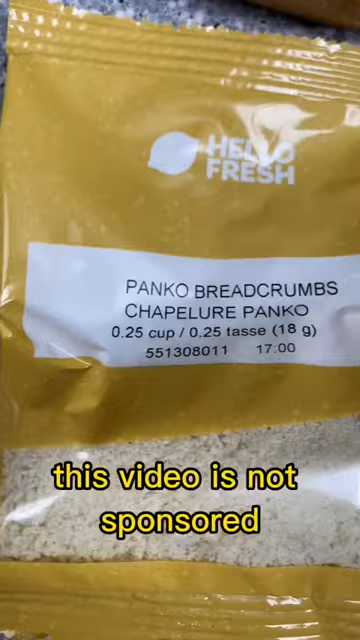 HELLO
FRESH
PANKO BREADCRUMBS
CHAPELURE PANKO
0.25 cup / 0.25 tasse (18 g)
551308011 17:00
this video is not
sponsored